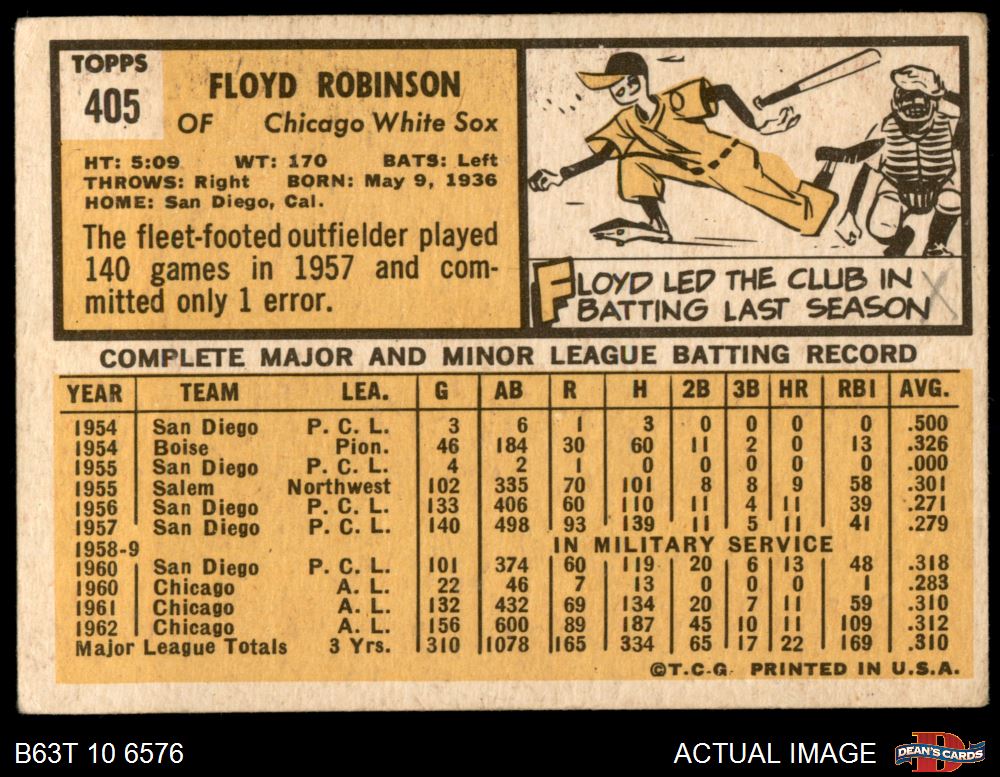 TOPPS
405
FLOYD ROBINSON
OF Chicago White Sox
HT: 5:09 WT: 170 BATS: Left
THROWS: Right BORN: May 9, 1936
HOME: San Diego, Cal.
The fleet-footed outfielder played
140 games in 1957 and com-
mitted only 1 error.
FLOYD LED THE CLUB IN
BATTING LAST SEASON
COMPLETE MAJOR AND MINOR LEAGUE BATTING RECORD
YEAR TEAM LEA. G AB R H 2B 3B HR RBI AVG.
1954 San Diego P. C. L. 3 6 1 3 0 0 0 0 .500
1954 Boise Pion. 46 184 30 60 11 2 0 13 .326
1955 San Diego P. C. L. 4 2 1 0 0 0 0 0 .000
1955 Salem Northwest 102 335 70 101 8 8 9 58 .301
1956 San Diego P. C. L. 133 406 60 110 11 4 11 39 .271
1957 San Diego P. C. L. 140 498 93 139 11 5 11 41 .279
1958-9 IN MILITARY SERVICE
1960 San Diego P. C. L. 101 374 60 119 20 6 13 48 .318
1960 Chicago A. L. 22 46 7 13 0 0 0 1 .283
1961 Chicago A. L. 132 432 69 134 20 7 11 59 .310
1962 Chicago A. L. 156 600 89 187 45 10 11 109 .312
Major League Totals 3 Yrs. 310 1078 165 334 65 17 22 169 .310
©T.C.G. PRINTED IN U.S.A.
B63T 10 6576 ACTUAL IMAGE DEAN'S CARDS